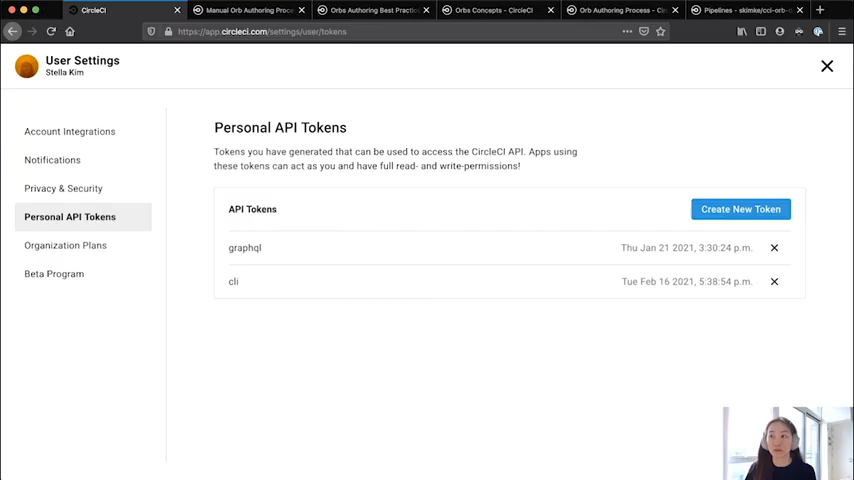 CircleCI
Manual Orb Authoring Proce
Orbs Authoring Best Practic
Orbs Concepts - CircleCI
Orb Authoring Process - Cir
Pipelines - skimke/cci-orb-d
https://app.circleci.com/settings/user/tokens
User Settings
Stella Kim
Account Integrations
Notifications
Privacy & Security
Personal API Tokens
Organization Plans
Beta Program
Personal API Tokens
Tokens you have generated that can be used to access the CircleCI API. Apps using
these tokens can act as you and have full read- and write-permissions!
API Tokens
Create New Token
graphql
Thu Jan 21 2021, 3:30:24 p.m.
cli
Tue Feb 16 2021, 5:38:54 p.m.